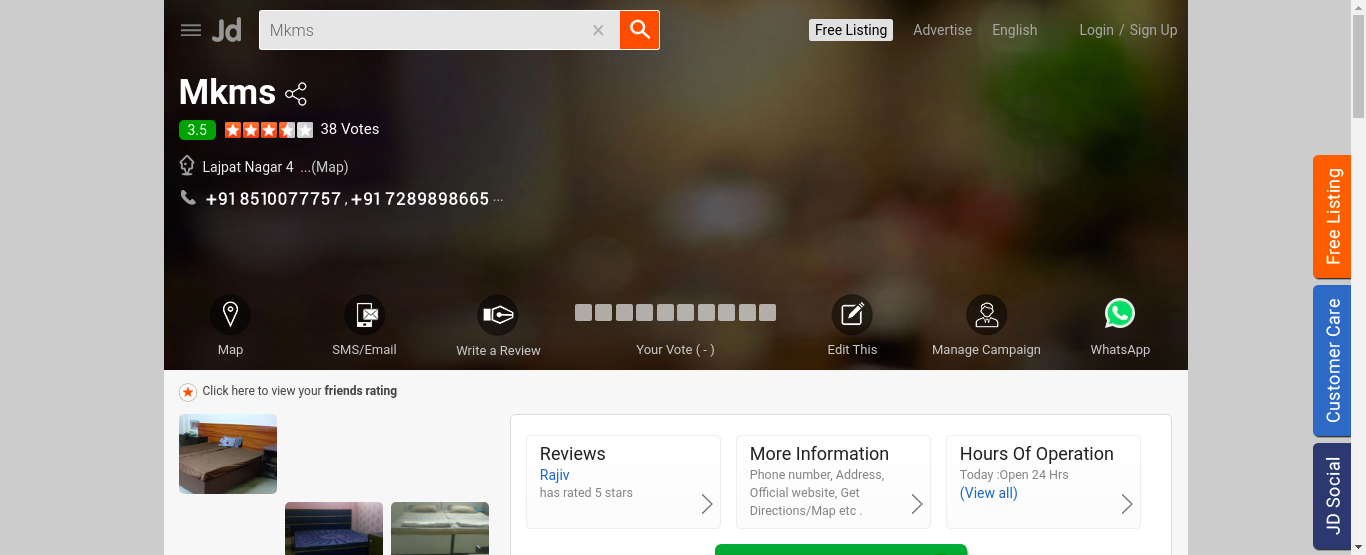 Jd
Mkms
Free Listing
Advertise
English
Login / Sign Up
Mkms
3.5
38 Votes
Lajpat Nagar 4 ...(Map)
+91 8510077757 , +91 7289898665 ...
Map
SMS/Email
Write a Review
Your Vote ( - )
Edit This
Manage Campaign
WhatsApp
Click here to view your friends rating
Reviews
Rajiv
has rated 5 stars
More Information
Phone number, Address,
Official website, Get
Directions/Map etc .
Hours Of Operation
Today :Open 24 Hrs
(View all)
Free Listing
Customer Care
JD Social